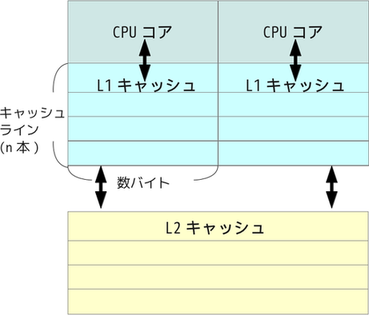 CPU コア
CPU コア
L1 キャッシュ
L1 キャッシュ
キャッシュ
ライン
(n 本 )
数バイト
L2 キャッシュ